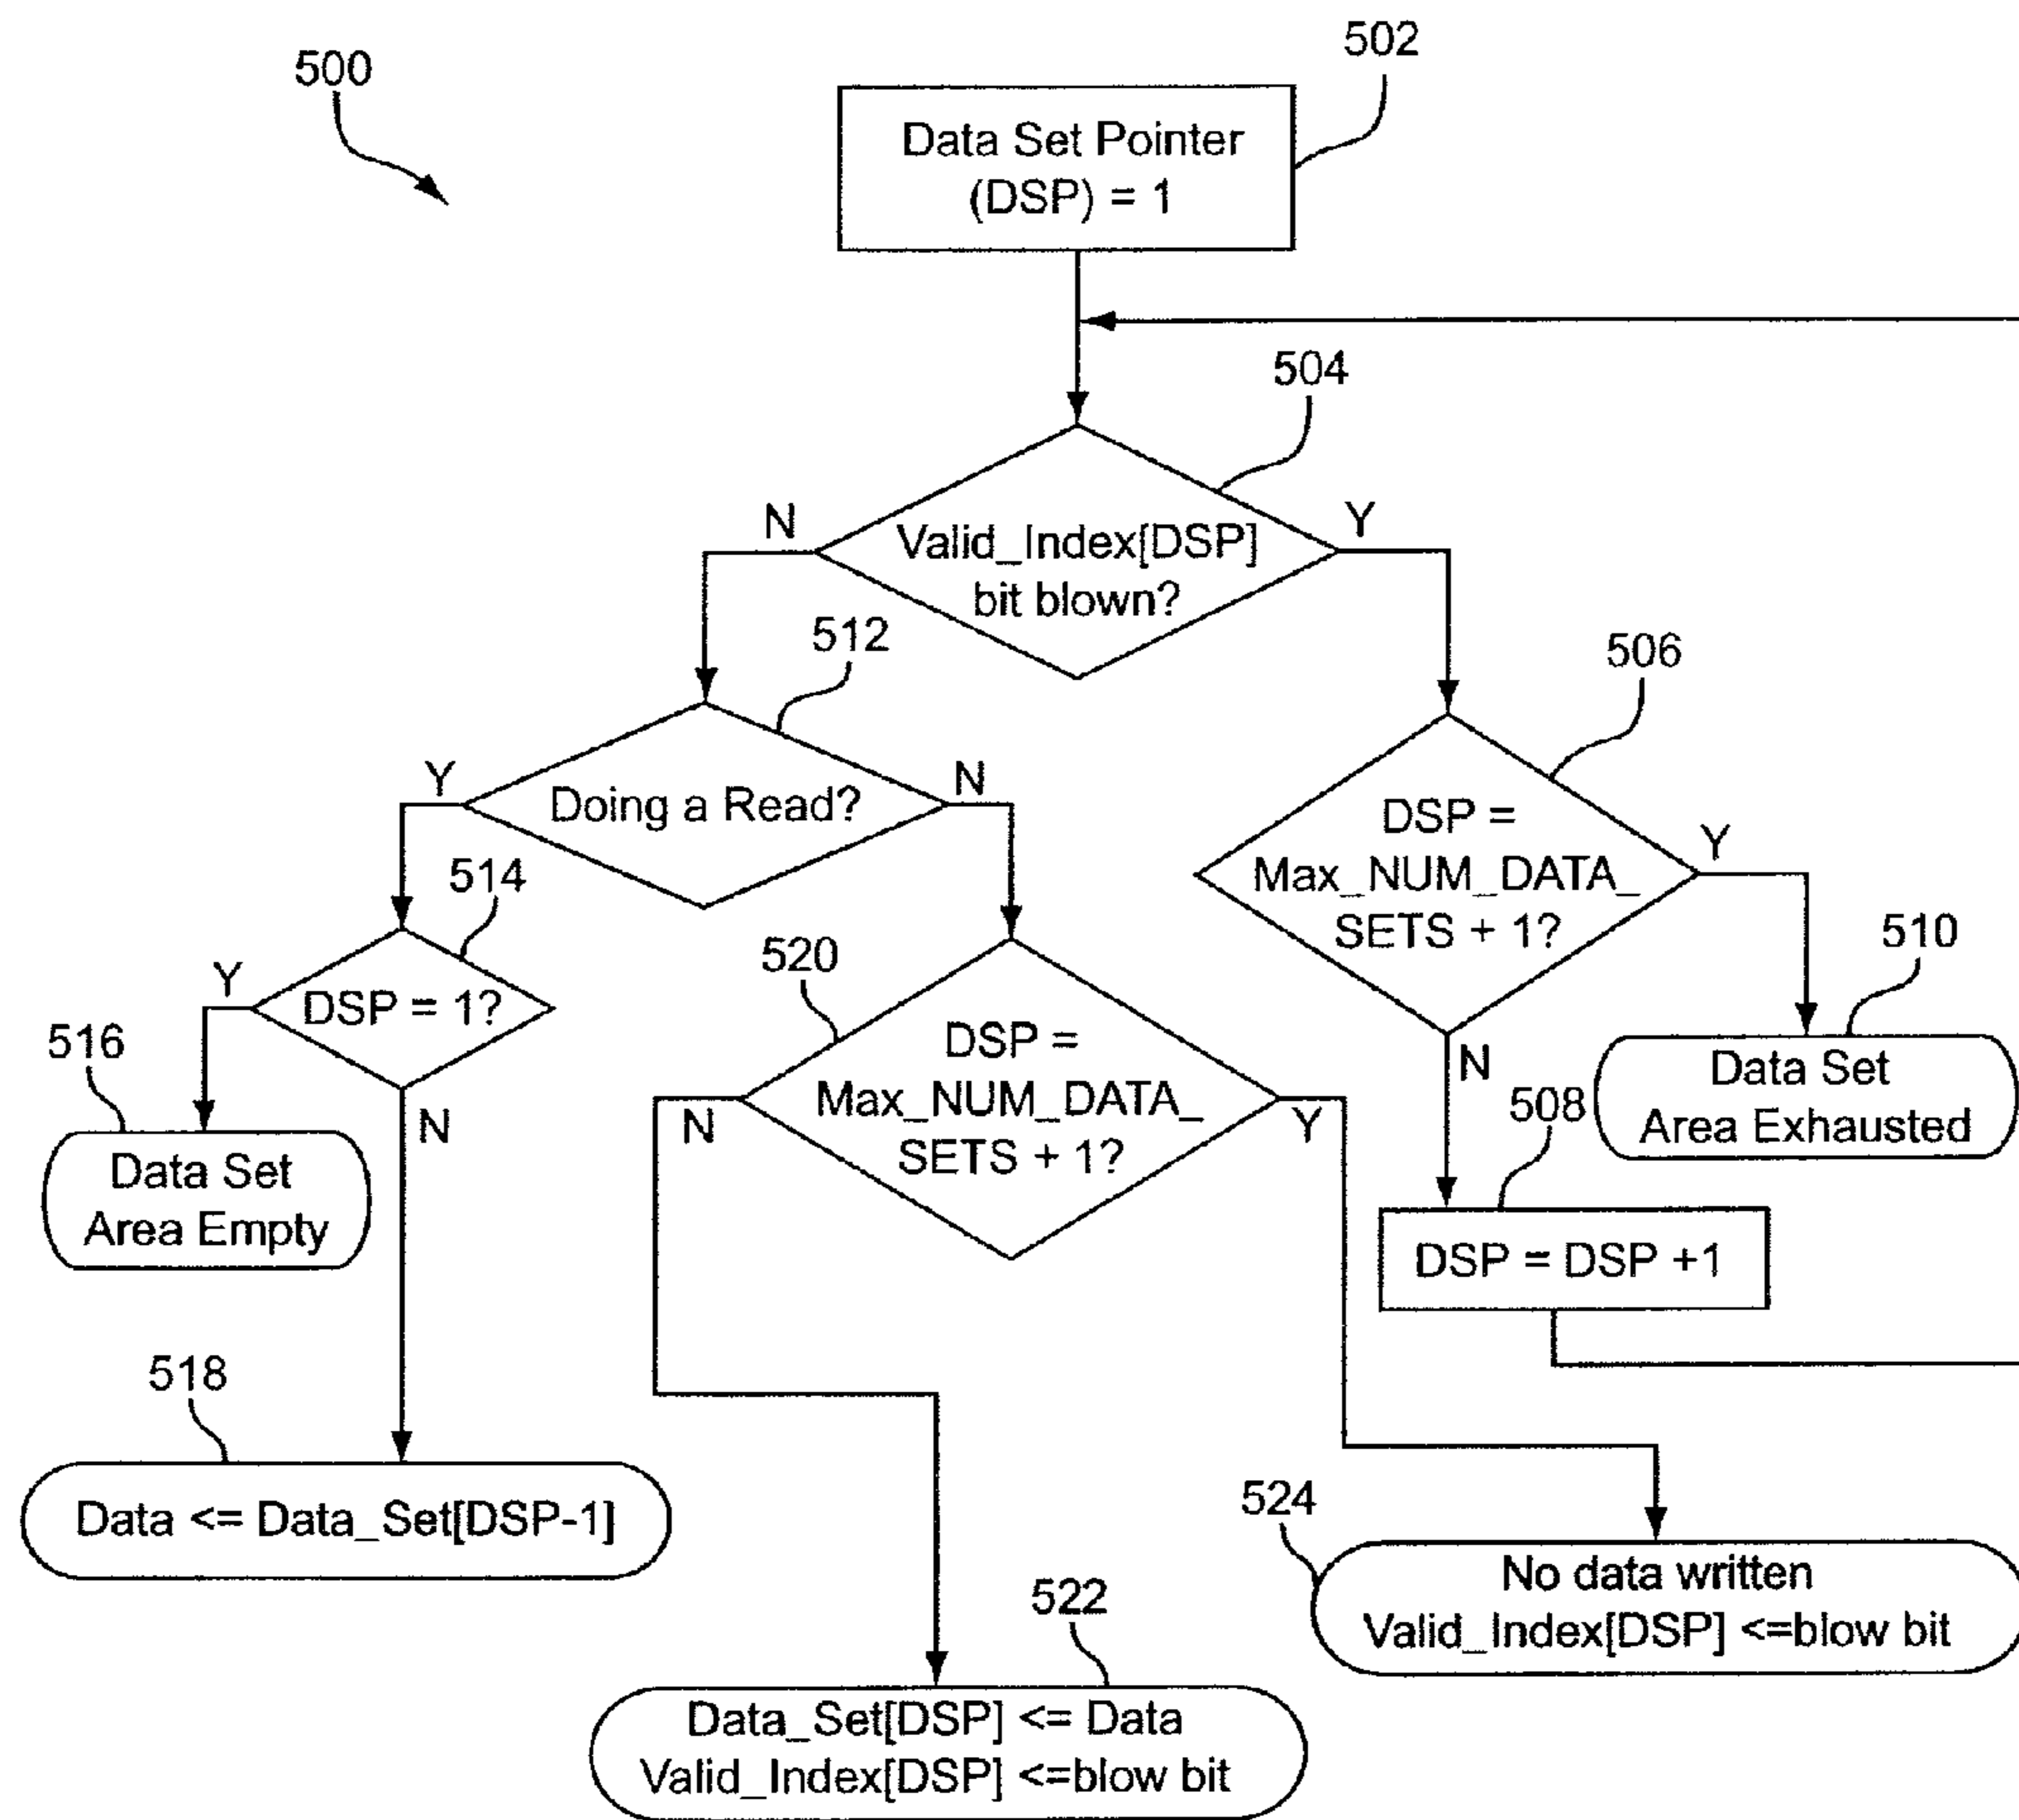 500
502
Data Set Pointer
(DSP) = 1
504
N
Y
Valid_Index[DSP]
bit blown?
512
506
Y
N
Doing a Read?
DSP =
Max_NUM_DATA_
SETS + 1?
Y
514
Y
DSP = 1?
520
510
516
DSP =
Max_NUM_DATA_
SETS + 1?
N
Y
N
Data Set
Area Exhausted
508
N
Data Set
Area Empty
DSP = DSP +1
518
Data <= Data_Set[DSP-1]
524
No data written
Valid_Index[DSP] <=blow bit
522
Data_Set[DSP] <= Data
Valid_Index[DSP] <=blow bit